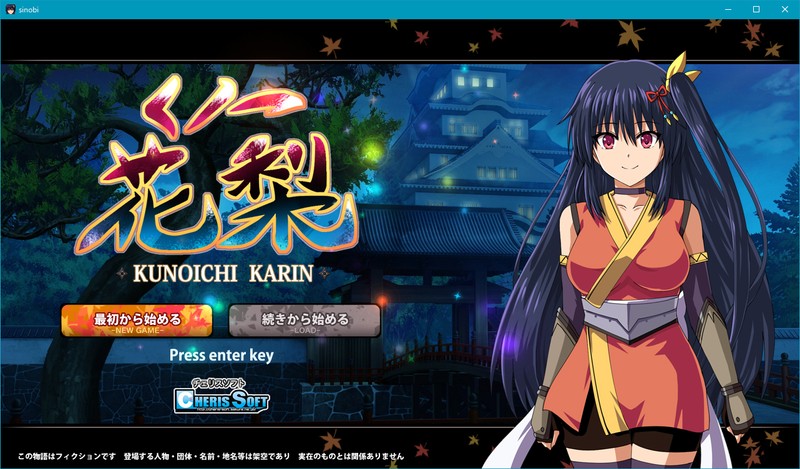 sinobi
くノ一
花梨
KUNOICHI KARIN
最初から始める
-NEW GAME-
続きから始める
-LOAD-
Press enter key
チェリスソフト
CHERIS SOFT
この物語はフィクションです 登場する人物・団体・名前・地名等は架空であり 実在のものとは関係ありません